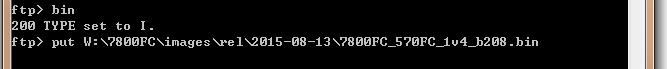 ftp> bin
200 TYPE set to I.
ftp> put W:\7800FC\images\rel\2015-08-13\7800FC_570FC_1v4_b208.bin